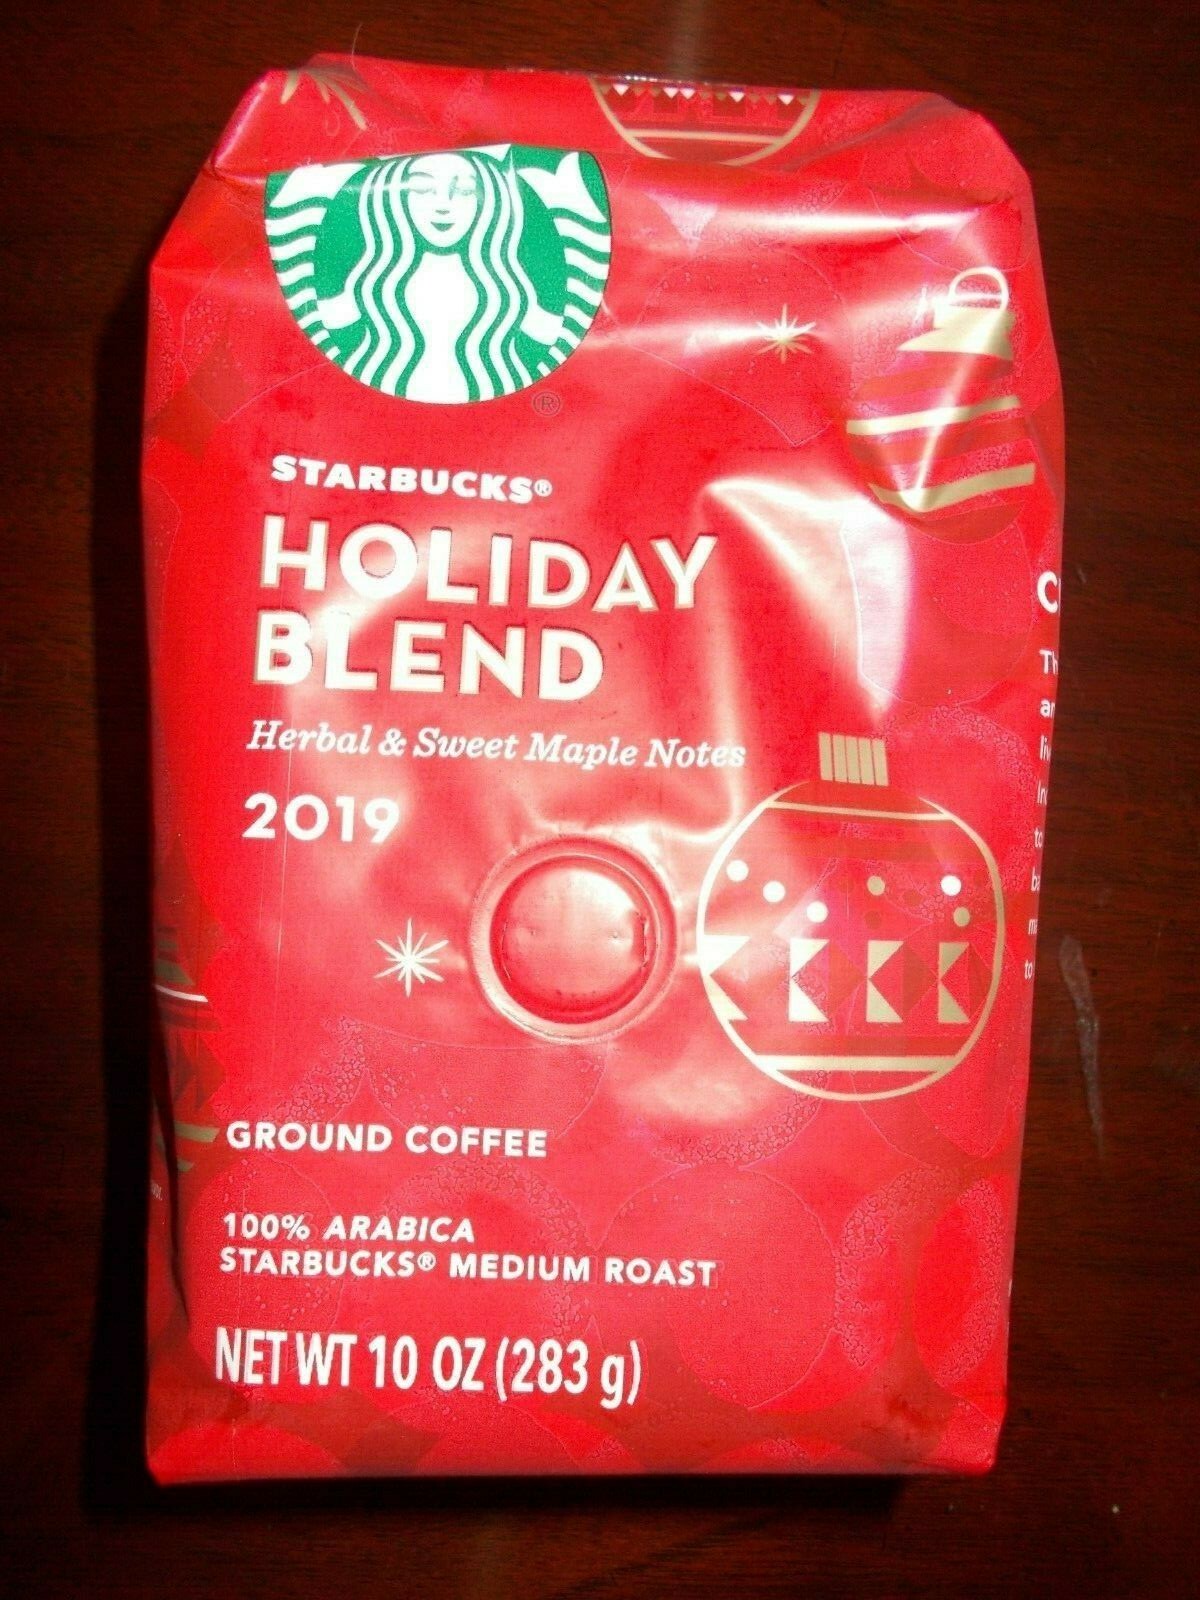 STARBUCKS®
HOLIDAY
BLEND
Herbal & Sweet Maple Notes
2019
GROUND COFFEE
100% ARABICA
STARBUCKS® MEDIUM ROAST
NET WT 10 OZ (283 g)